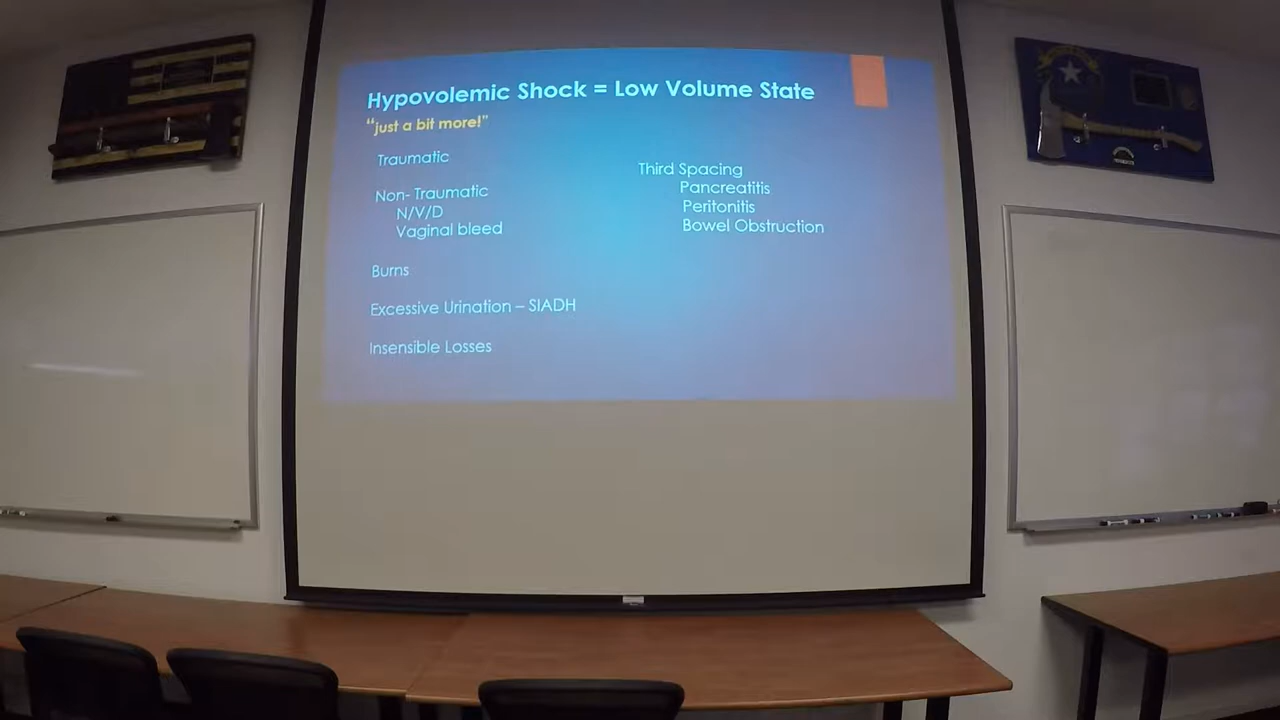 Hypovolemic Shock = Low Volume State
“just a bit more!”
Traumatic
Non- Traumatic
N/V/D
Vaginal bleed
Burns
Excessive Urination – SIADH
Insensible Losses
Third Spacing
Pancreatitis
Peritonitis
Bowel Obstruction